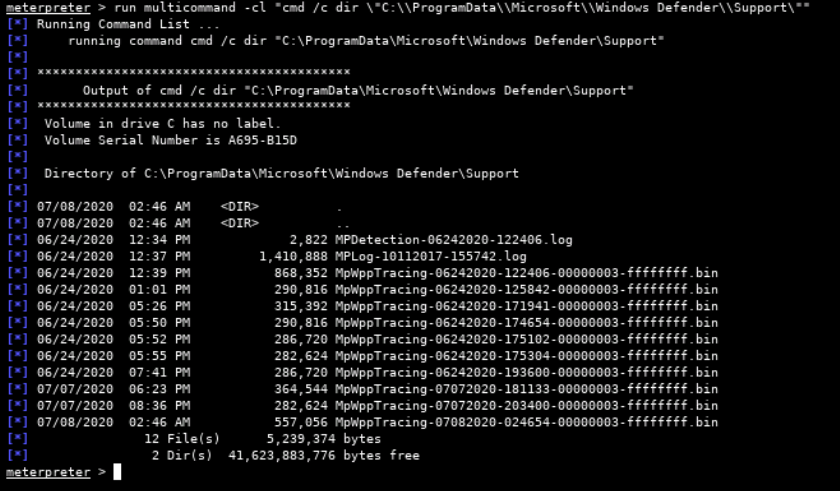 meterpreter > run multicommand -cl "cmd /c dir \"C:\\ProgramData\\Microsoft\\Windows Defender\\Support\""
[*] Running Command List ...
[*]     running command cmd /c dir "C:\ProgramData\Microsoft\Windows Defender\Support"
[*]
[*] *****************************************
[*]       Output of cmd /c dir "C:\ProgramData\Microsoft\Windows Defender\Support"
[*] *****************************************
[*]  Volume in drive C has no label.
[*]  Volume Serial Number is A695-B15D
[*]
[*]  Directory of C:\ProgramData\Microsoft\Windows Defender\Support
[*]
[*] 07/08/2020  02:46 AM    <DIR>          .
[*] 07/08/2020  02:46 AM    <DIR>          ..
[*] 06/24/2020  12:34 PM             2,822 MPDetection-06242020-122406.log
[*] 06/24/2020  12:37 PM         1,410,888 MPLog-10112017-155742.log
[*] 06/24/2020  12:39 PM           868,352 MpWppTracing-06242020-122406-00000003-ffffffff.bin
[*] 06/24/2020  01:01 PM           290,816 MpWppTracing-06242020-125842-00000003-ffffffff.bin
[*] 06/24/2020  05:26 PM           315,392 MpWppTracing-06242020-171941-00000003-ffffffff.bin
[*] 06/24/2020  05:50 PM           290,816 MpWppTracing-06242020-174654-00000003-ffffffff.bin
[*] 06/24/2020  05:52 PM           286,720 MpWppTracing-06242020-175102-00000003-ffffffff.bin
[*] 06/24/2020  05:55 PM           282,624 MpWppTracing-06242020-175304-00000003-ffffffff.bin
[*] 06/24/2020  07:41 PM           286,720 MpWppTracing-06242020-193600-00000003-ffffffff.bin
[*] 07/07/2020  06:23 PM           364,544 MpWppTracing-07072020-181133-00000003-ffffffff.bin
[*] 07/07/2020  08:36 PM           282,624 MpWppTracing-07072020-203400-00000003-ffffffff.bin
[*] 07/08/2020  02:46 AM           557,056 MpWppTracing-07082020-024654-00000003-ffffffff.bin
[*]               12 File(s)      5,239,374 bytes
[*]                2 Dir(s)  41,623,883,776 bytes free
meterpreter >